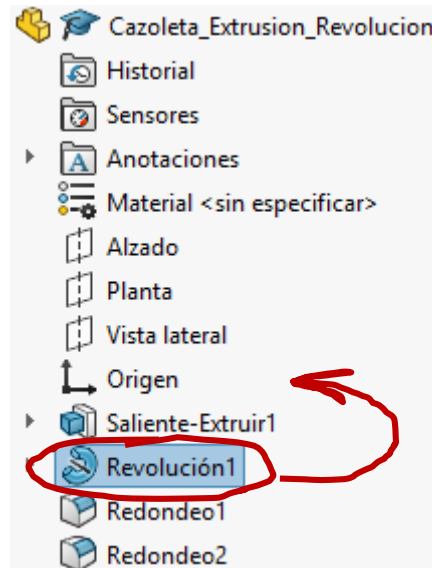 Cazoleta_Extrusion_Revolucion
Historial
Sensores
Anotaciones
Material <sin especificar>
Alzado
Planta
Vista lateral
Origen
Saliente-Extruir1
Revolución1
Redondeo1
Redondeo2